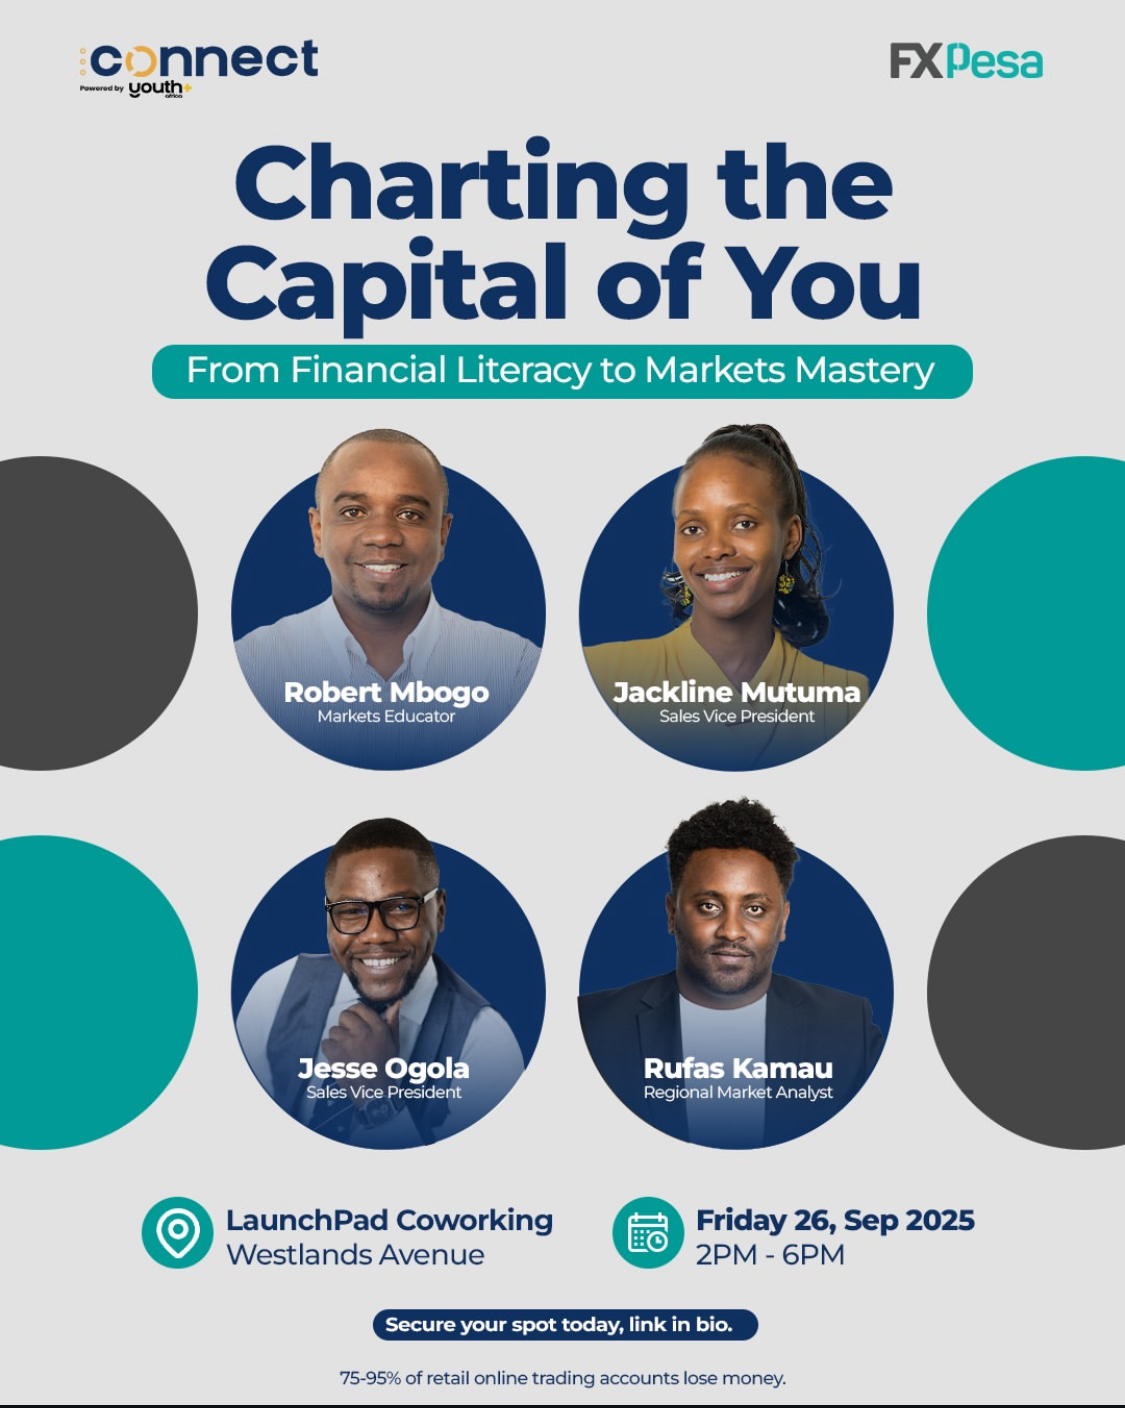 connect
Powered by youth+
africa
FXPesa
Charting the
Capital of You
From Financial Literacy to Markets Mastery
Robert Mbogo
Markets Educator
Jackline Mutuma
Sales Vice President
Jesse Ogola
Sales Vice President
Rufas Kamau
Regional Market Analyst
LaunchPad Coworking
Westlands Avenue
Friday 26, Sep 2025
2PM - 6PM
Secure your spot today, link in bio.
75-95% of retail online trading accounts lose money.